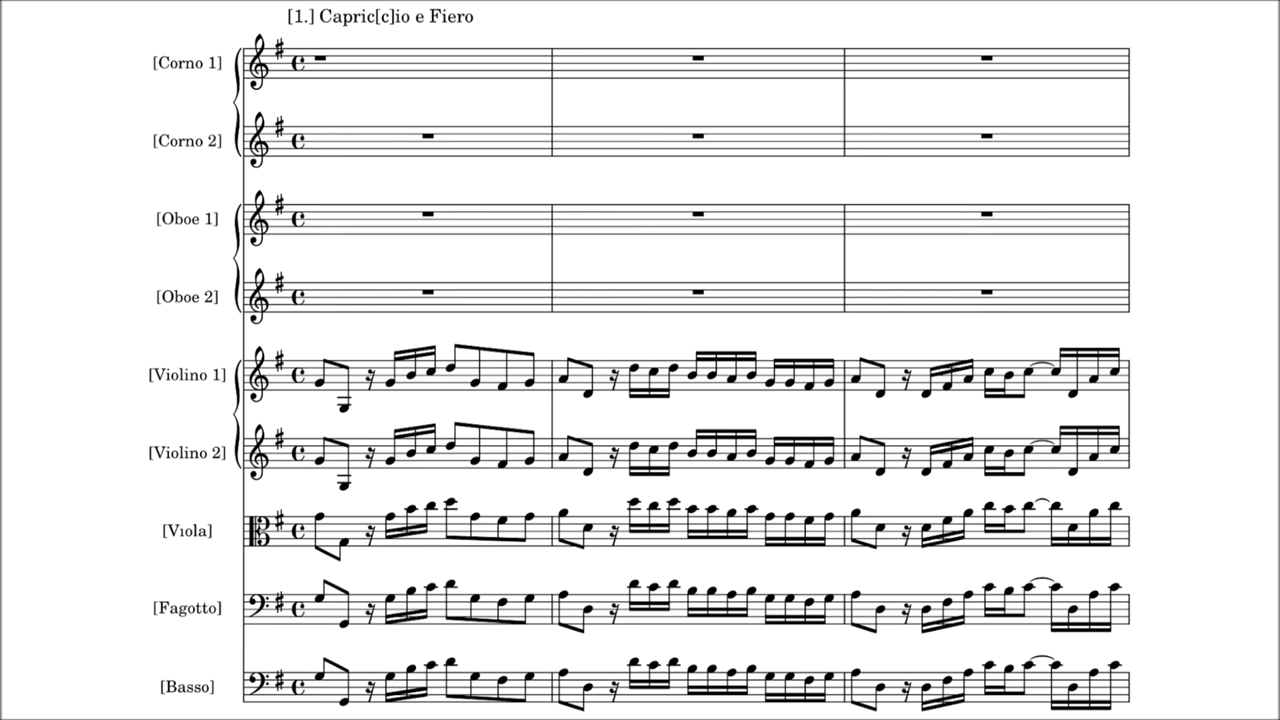 [1.] Capric[c]io e Fiero
[Corno 1]
[Corno 2]
[Oboe 1]
[Oboe 2]
[Violino 1]
[Violino 2]
[Viola]
[Fagotto]
[Basso]